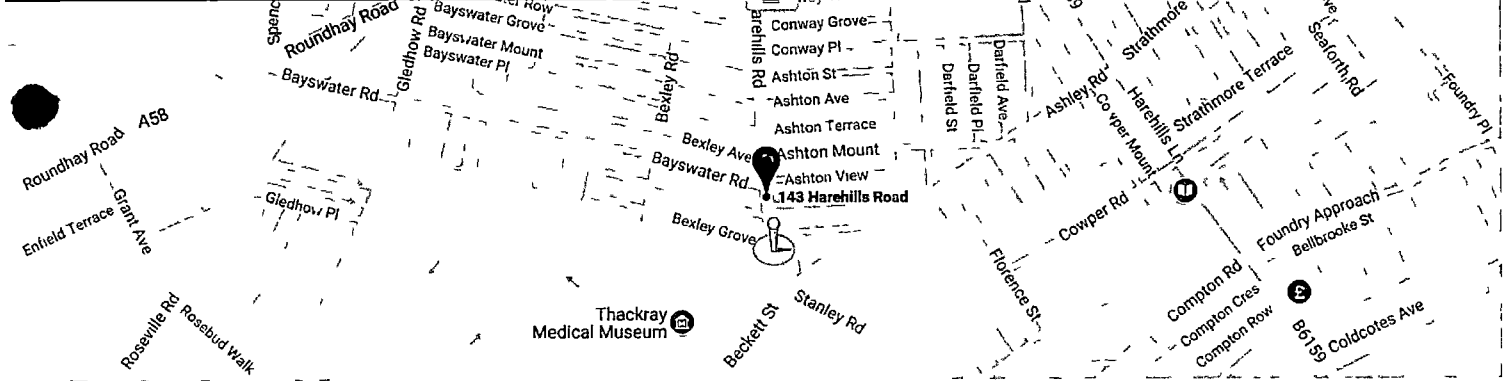 Roundhay Road
Gledhow Rd
Row
Bayswater Grove
Bayswater Mount
Bayswater Pl
Bayswater Rd
Bexley Rd
arehills Rd
Conway Grove
Conway Pl
Ashton St
Ashton Ave
Ashton Terrace
Ashton Mount
Ashton View
Bexley Ave
Bayswater Rd
143 Harehills Road
Bexley Grove
Darfield St
Darfield Pl
Darfield Ave
Ashley Rd
Strathmore
Strathmore Terrace
Harehills Ln
Cowper Mount
Cowper Rd
Seaforth Rd
Foundry Pl
Foundry Approach
Bellbrooke St
Roundhay Road
A58
Grant Ave
Enfield Terrace
Gledhow Pl
Roseville Rd
Rosebud Walk
Thackray
Medical Museum
Beckett St
Stanley Rd
Florence St
Compton Rd
Compton Cres
Compton Row
£
B6159
Coldcotes Ave